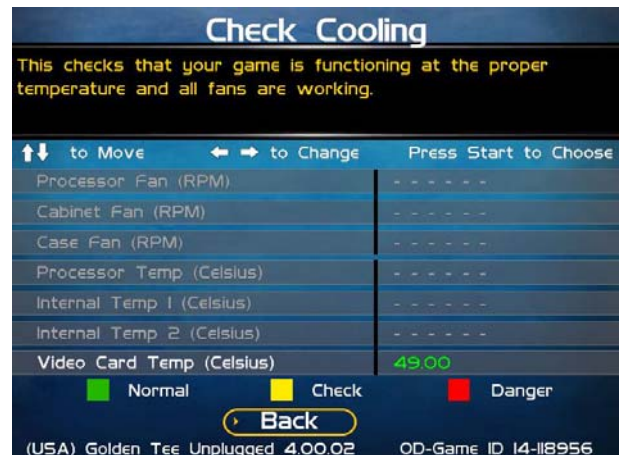 Check Cooling
This checks that your game is functioning at the proper
temperature and all fans are working.
to Move to Change Press Start to Choose
Processor Fan (RPM) - - - - - -
Cabinet Fan (RPM) - - - - - -
Case Fan (RPM) - - - - - -
Processor Temp (Celsius) - - - - - -
Internal Temp 1 (Celsius) - - - - - -
Internal Temp 2 (Celsius) - - - - - -
Video Card Temp (Celsius) 49.00
Normal Check Danger
Back
(USA) Golden Tee Unplugged 4.00.02 OD-Game ID 14-118956